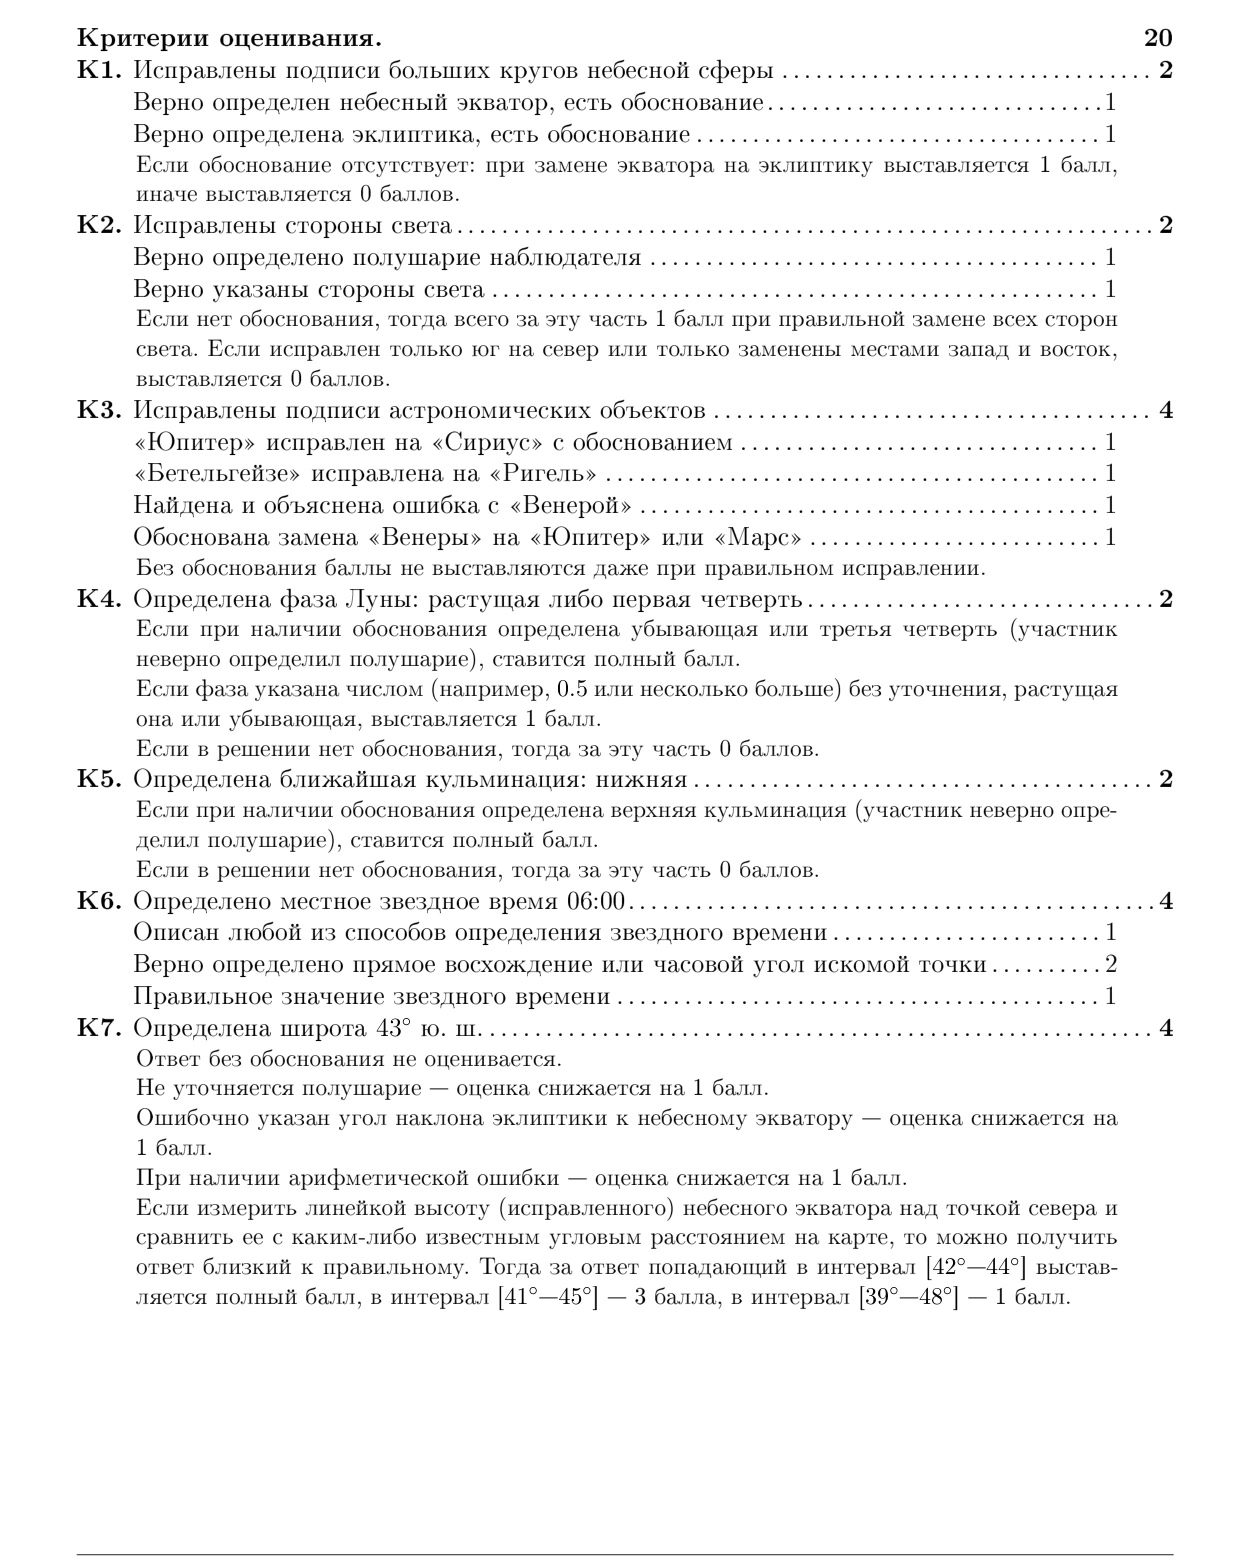 Критерии оценивания. 20
К1. Исправлены подписи больших кругов небесной сферы ................................. 2
Верно определен небесный экватор, есть обоснование..............................1
Верно определена эклиптика, есть обоснование .................................... 1
Если обоснование отсутствует: при замене экватора на эклиптику выставляется 1 балл,
иначе выставляется 0 баллов.
К2. Исправлены стороны света.............................................................. 2
Верно определено полушарие наблюдателя ........................................ 1
Верно указаны стороны света ...................................................... 1
Если нет обоснования, тогда всего за эту часть 1 балл при правильной замене всех сторон
света. Если исправлен только юг на север или только заменены местами запад и восток,
выставляется 0 баллов.
К3. Исправлены подписи астрономических объектов ....................................... 4
«Юпитер» исправлен на «Сириус» с обоснованием ................................ 1
«Бетельгейзе» исправлена на «Ригель» ............................................ 1
Найдена и объяснена ошибка с «Венерой» ......................................... 1
Обоснована замена «Венеры» на «Юпитер» или «Марс» .......................... 1
Без обоснования баллы не выставляются даже при правильном исправлении.
К4. Определена фаза Луны: растущая либо первая четверть............................... 2
Если при наличии обоснования определена убывающая или третья четверть (участник
неверно определил полушарие), ставится полный балл.
Если фаза указана числом (например, 0.5 или несколько больше) без уточнения, растущая
она или убывающая, выставляется 1 балл.
Если в решении нет обоснования, тогда за эту часть 0 баллов.
К5. Определена ближайшая кульминация: нижняя ......................................... 2
Если при наличии обоснования определена верхняя кульминация (участник неверно опре-
делил полушарие), ставится полный балл.
Если в решении нет обоснования, тогда за эту часть 0 баллов.
К6. Определено местное звездное время 06:00................................................4
Описан любой из способов определения звездного времени ........................ 1
Верно определено прямое восхождение или часовой угол искомой точки..........2
Правильное значение звездного времени ........................................... 1
К7. Определена широта 43° ю. ш............................................................. 4
Ответ без обоснования не оценивается.
Не уточняется полушарие — оценка снижается на 1 балл.
Ошибочно указан угол наклона эклиптики к небесному экватору — оценка снижается на
1 балл.
При наличии арифметической ошибки — оценка снижается на 1 балл.
Если измерить линейкой высоту (исправленного) небесного экватора над точкой севера и
сравнить ее с каким-либо известным угловым расстоянием на карте, то можно получить
ответ близкий к правильному. Тогда за ответ попадающий в интервал [42°—44°] выстав-
ляется полный балл, в интервал [41°—45°] — 3 балла, в интервал [39°—48°] — 1 балл.